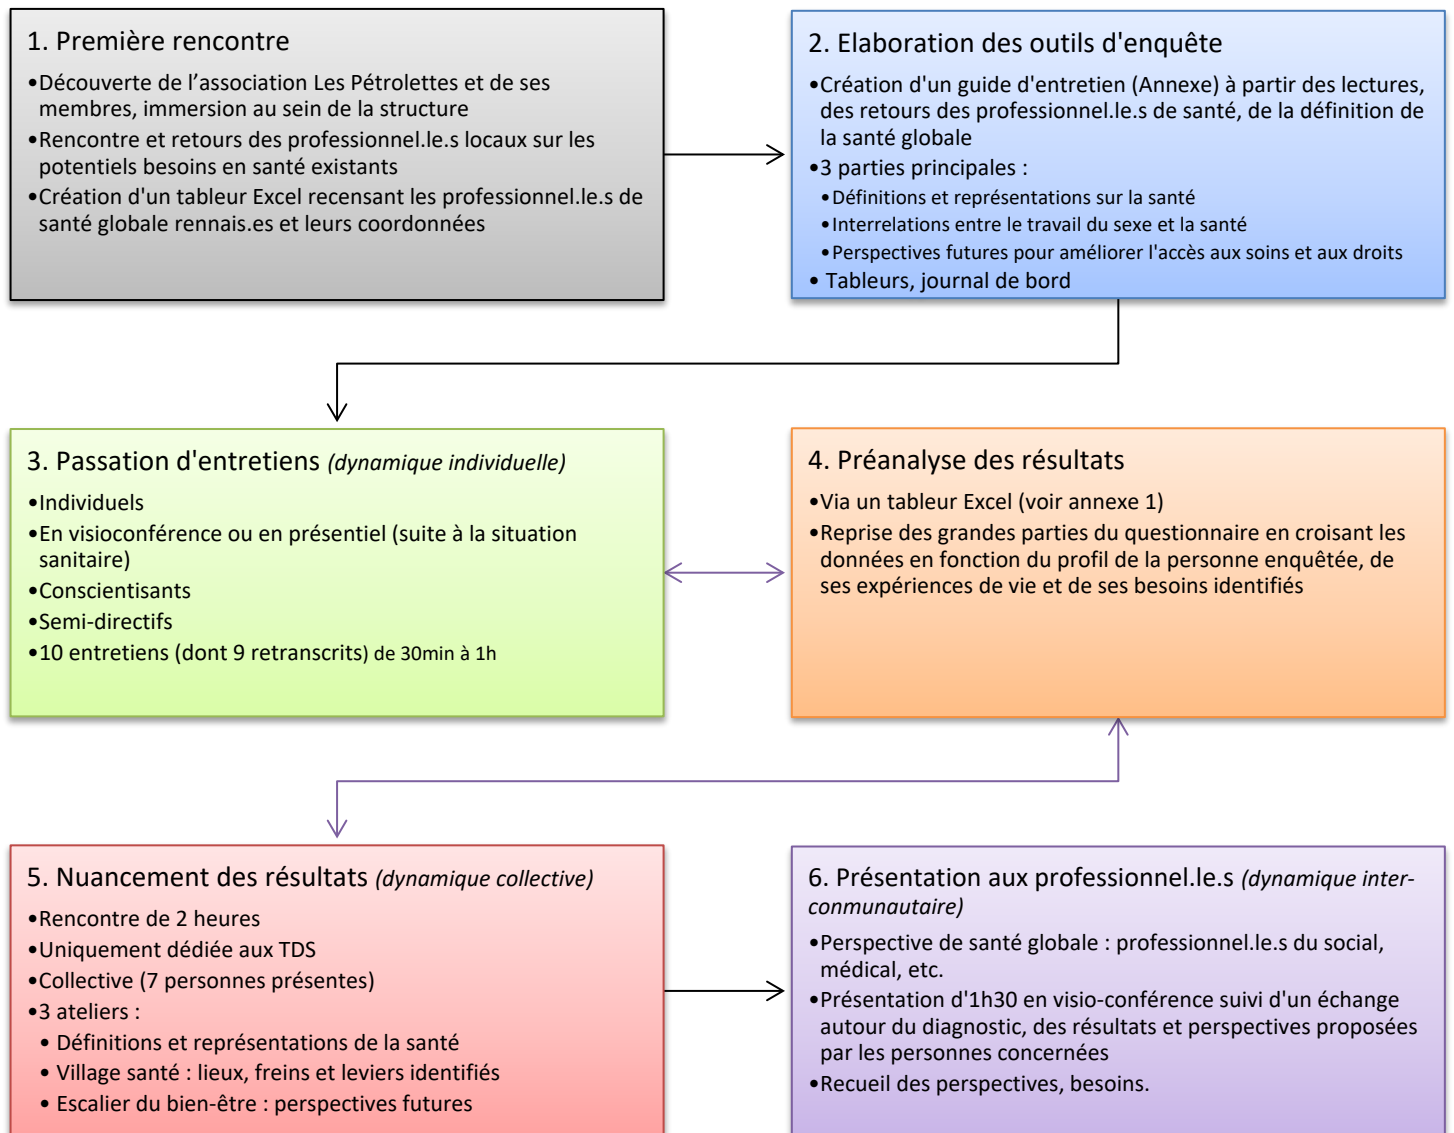 1. Première rencontre
•Découverte de l’association Les Pétrolettes et de ses
membres, immersion au sein de la structure
•Rencontre et retours des professionnel.le.s locaux sur les
potentiels besoins en santé existants
•Création d'un tableur Excel recensant les professionnel.le.s de
santé globale rennais.es et leurs coordonnées
2. Elaboration des outils d'enquête
•Création d'un guide d'entretien (Annexe) à partir des lectures,
des retours des professionnel.le.s de santé, de la définition de
la santé globale
•3 parties principales :
•Définitions et représentations sur la santé
•Interrelations entre le travail du sexe et la santé
•Perspectives futures pour améliorer l'accès aux soins et aux droits
• Tableurs, journal de bord
3. Passation d'entretiens (dynamique individuelle)
•Individuels
•En visioconférence ou en présentiel (suite à la situation
sanitaire)
•Conscientisants
•Semi-directifs
•10 entretiens (dont 9 retranscrits) de 30min à 1h
4. Préanalyse des résultats
•Via un tableur Excel (voir annexe 1)
•Reprise des grandes parties du questionnaire en croisant les
données en fonction du profil de la personne enquêtée, de
ses expériences de vie et de ses besoins identifiés
5. Nuancement des résultats (dynamique collective)
•Rencontre de 2 heures
•Uniquement dédiée aux TDS
•Collective (7 personnes présentes)
•3 ateliers :
• Définitions et représentations de la santé
• Village santé : lieux, freins et leviers identifiés
• Escalier du bien-être : perspectives futures
6. Présentation aux professionnel.le.s (dynamique inter-
conmunautaire)
•Perspective de santé globale : professionnel.le.s du social,
médical, etc.
•Présentation d'1h30 en visio-conférence suivi d'un échange
autour du diagnostic, des résultats et perspectives proposées
par les personnes concernées
•Recueil des perspectives, besoins.